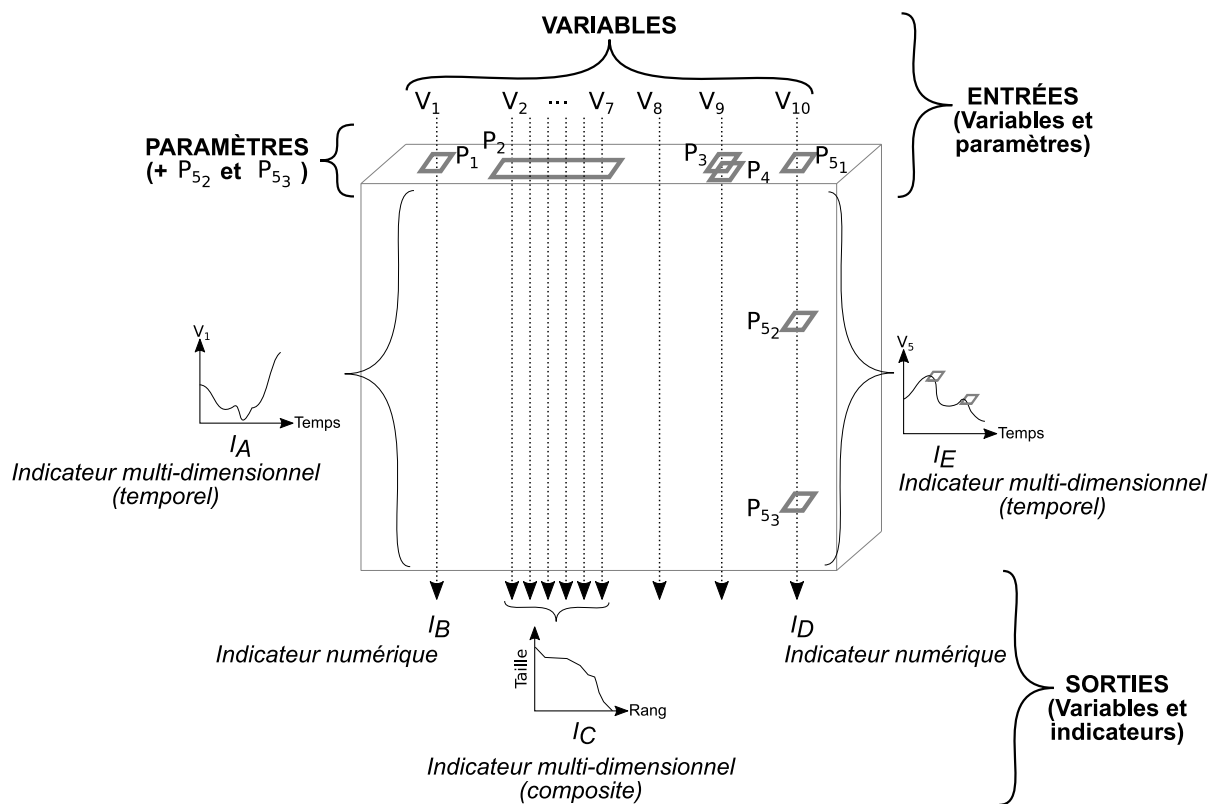 VARIABLES
V1 V2 ... V7 V8 V9 V10
ENTRÉES
(Variables et
paramètres)
PARAMÈTRES
(+ P52 et P53 )
P1
P2
P3
P4
P51
P52
P53
V1
Temps
IA
Indicateur multi-dimensionnel
(temporel)
V5
Temps
IE
Indicateur multi-dimensionnel
(temporel)
IB
Indicateur numérique
ID
Indicateur numérique
Taille
Rang
IC
Indicateur multi-dimensionnel
(composite)
SORTIES
(Variables et
indicateurs)